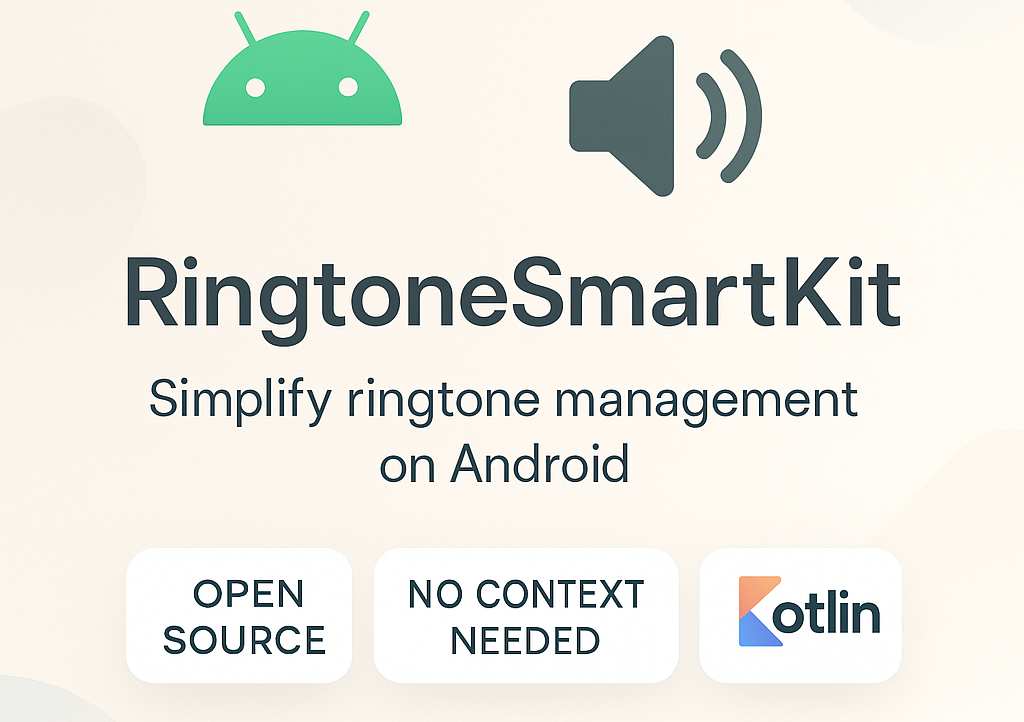 RingtoneSmartKit
Simplify ringtone management
on Android
OPEN
SOURCE
NO CONTEXT
NEEDED
Kotlin